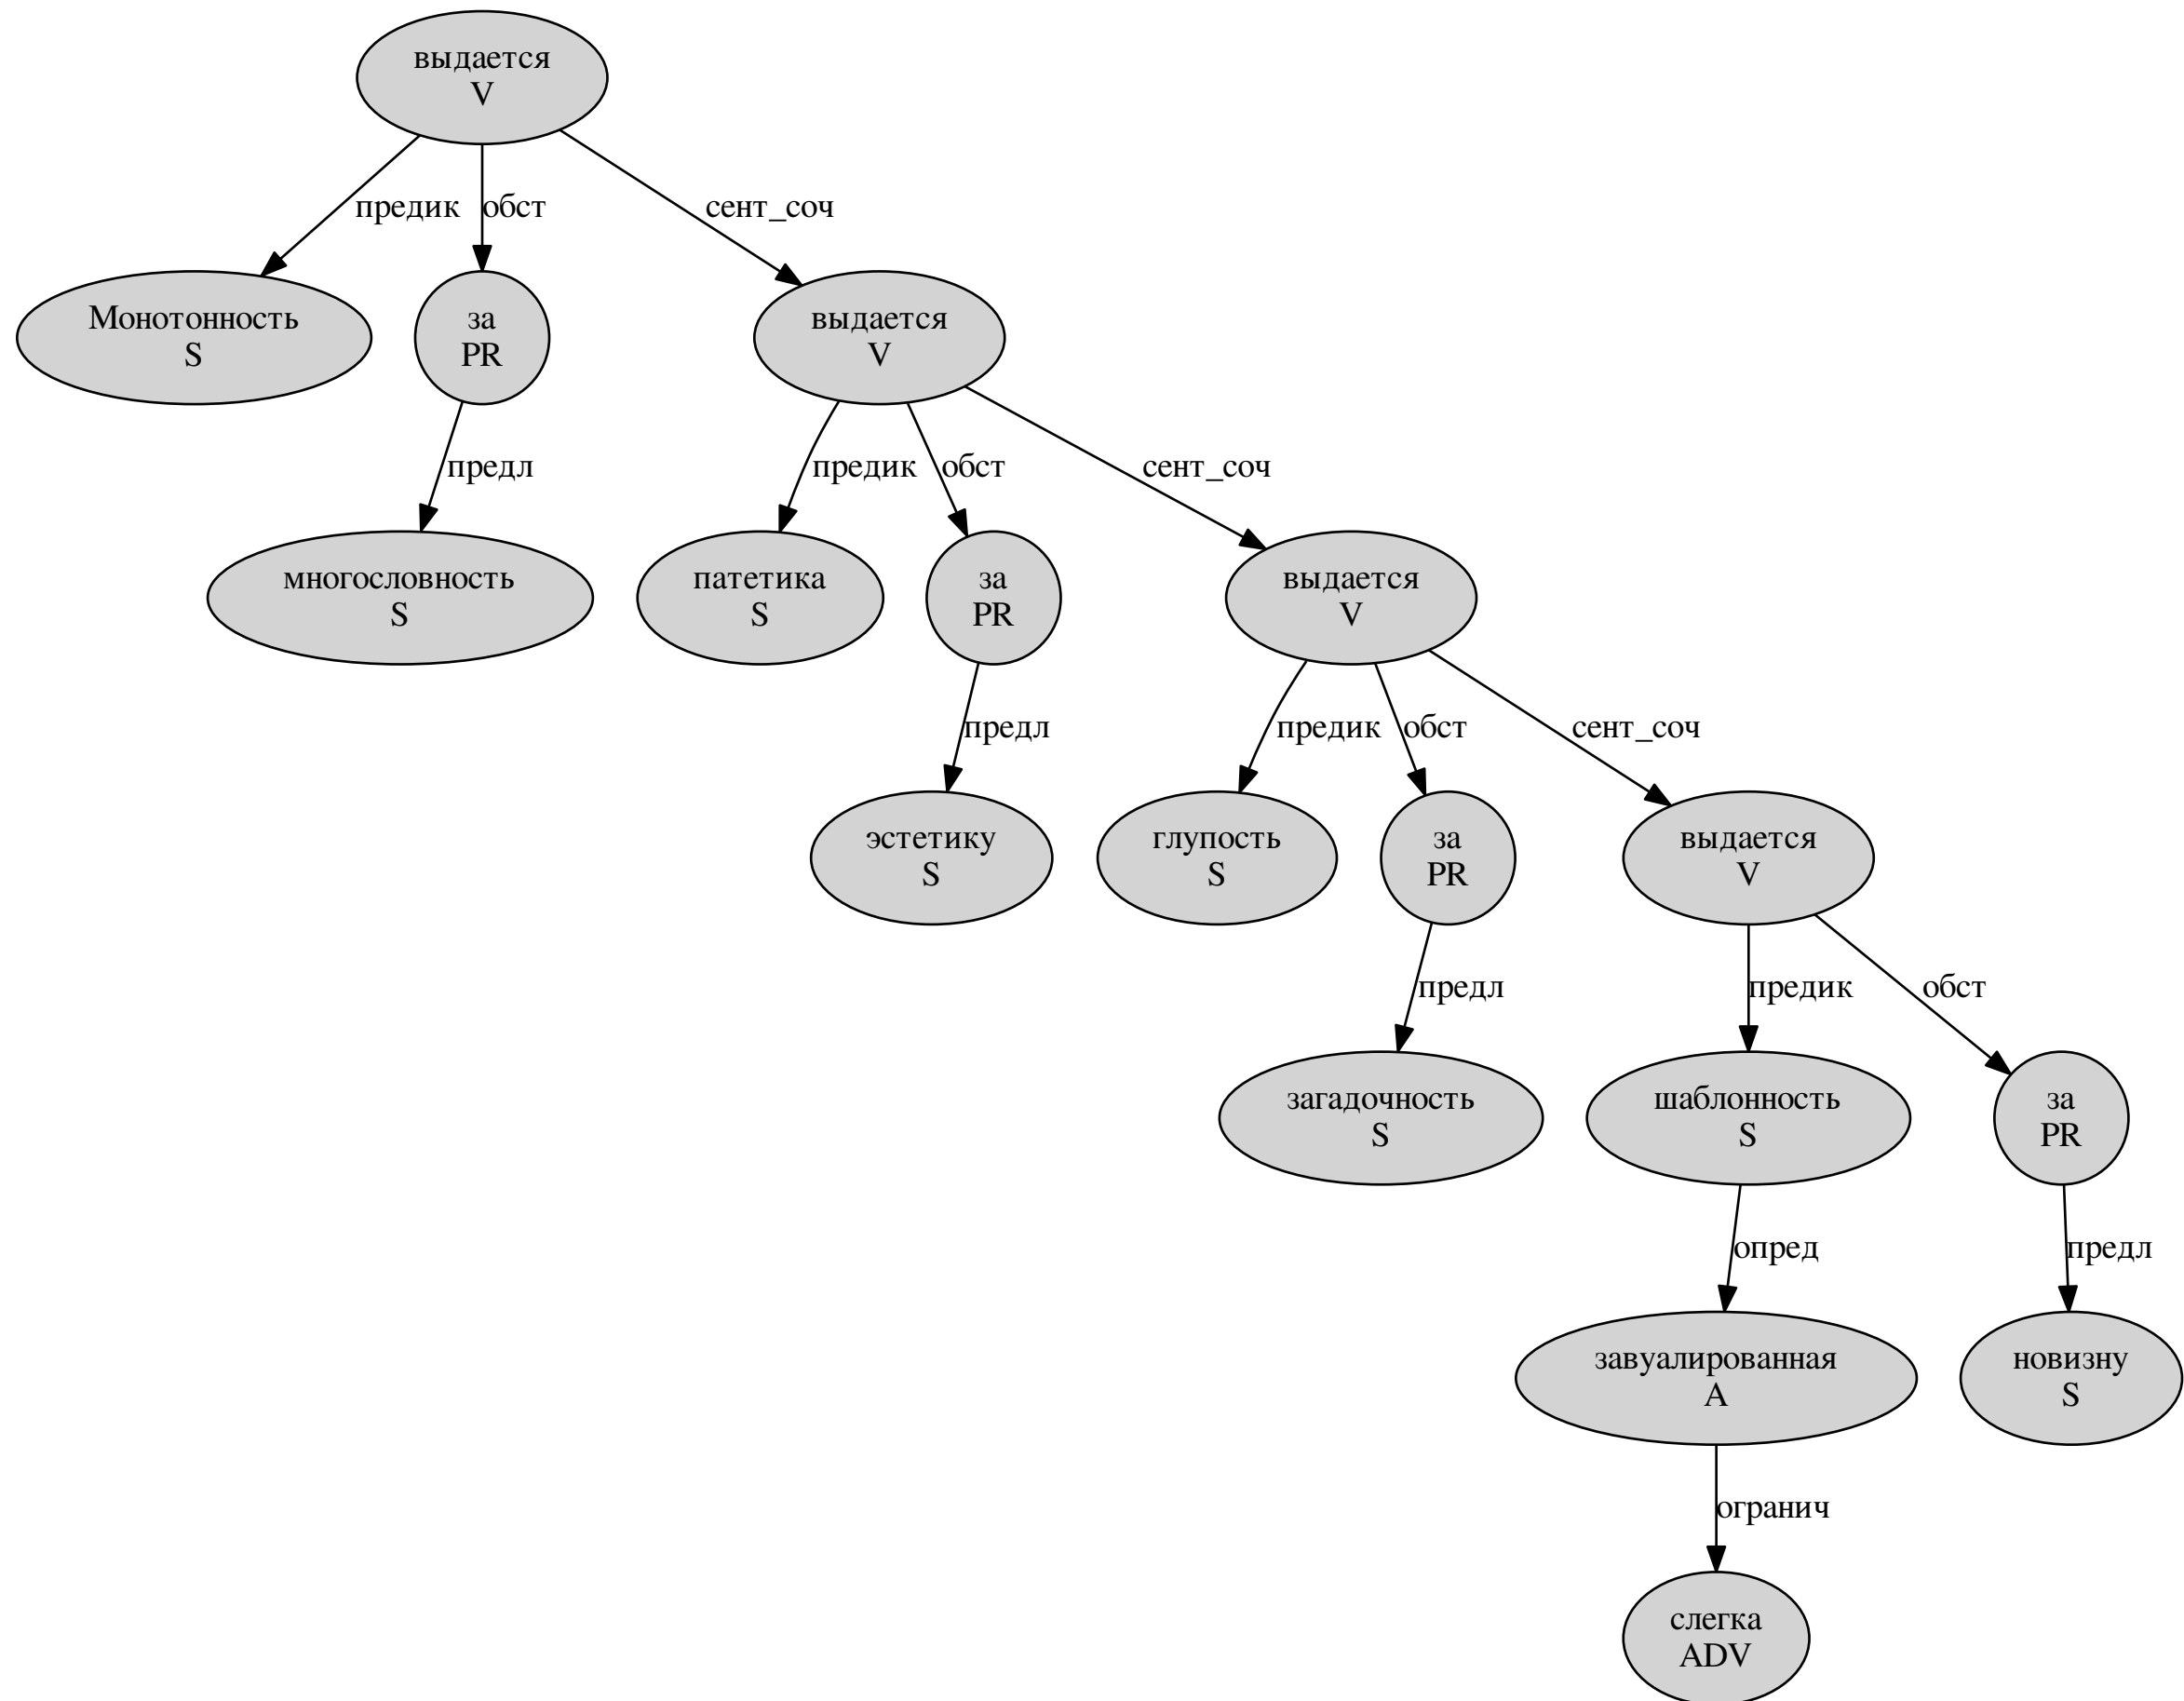 выдается
V
предик
обст
сент_соч
Монотонность
S
за
PR
выдается
V
предл
предик
обст
сент_соч
многословность
S
патетика
S
за
PR
выдается
V
предл
предик
обст
сент_соч
эстетику
S
глупость
S
за
PR
выдается
V
предл
предик
обст
загадочность
S
шаблонность
S
за
PR
опред
предл
завуалированная
A
новизну
S
огранич
слегка
ADV